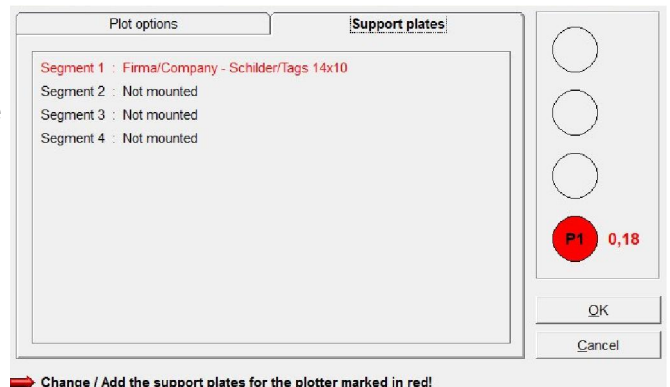 Plot options
Support plates
Segment 1 : Firma/Company - Schilder/Tags 14x10
Segment 2 : Not mounted
Segment 3 : Not mounted
Segment 4 : Not mounted
P1 0,18
OK
Cancel
Change / Add the support plates for the plotter marked in red!